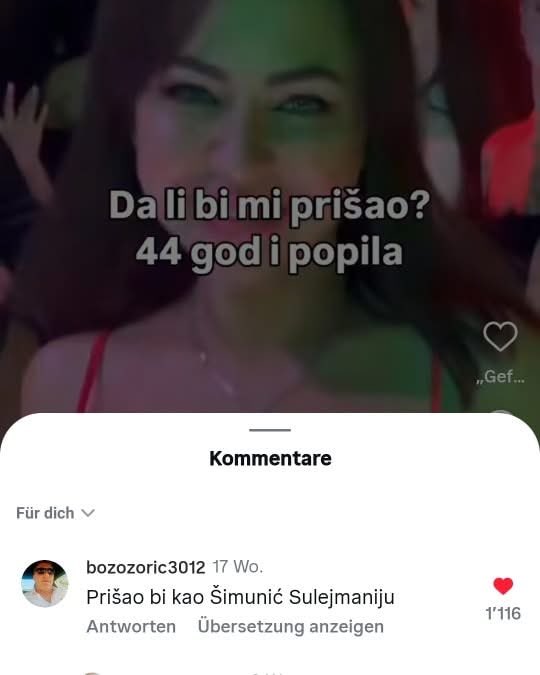 Da li bi mi prišao?
44 god i popila
„Gef...
Kommentare
Für dich
bozozoric3012 17 Wo.
Prišao bi kao Šimunić Sulejmaniju
1’116
Antworten Übersetzung anzeigen